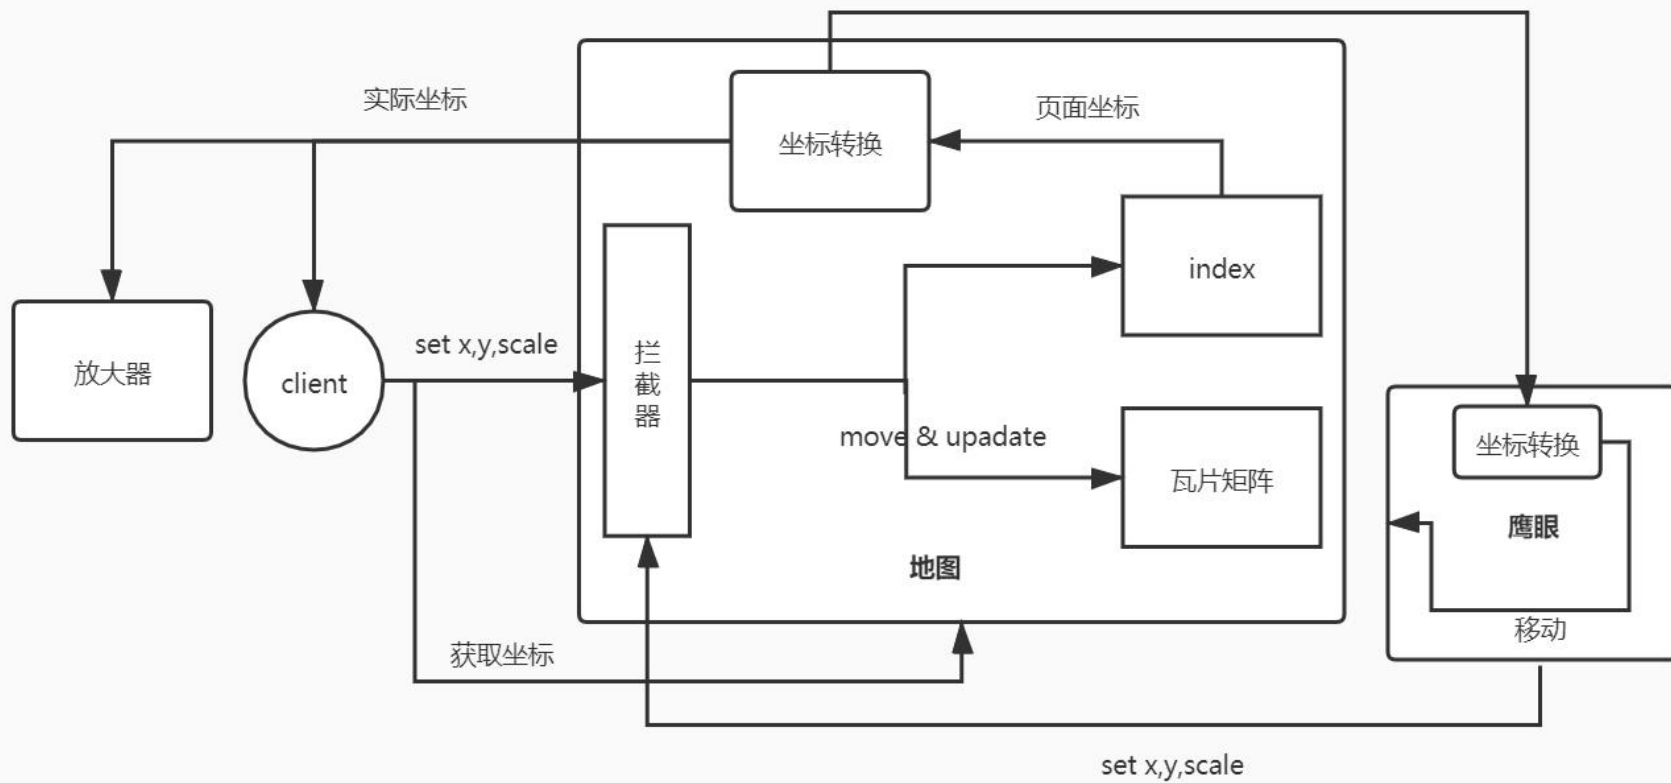 实际坐标
页面坐标
坐标转换
index
放大器
client
set x,y,scale
拦
截
器
move & upadate
坐标转换
瓦片矩阵
鹰眼
地图
移动
获取坐标
set x,y,scale